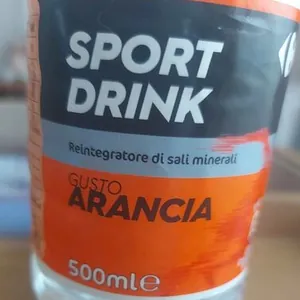 SPORT
DRINK
Reintegratore di sali minerali
GUSTO
ARANCIA
500ml℮